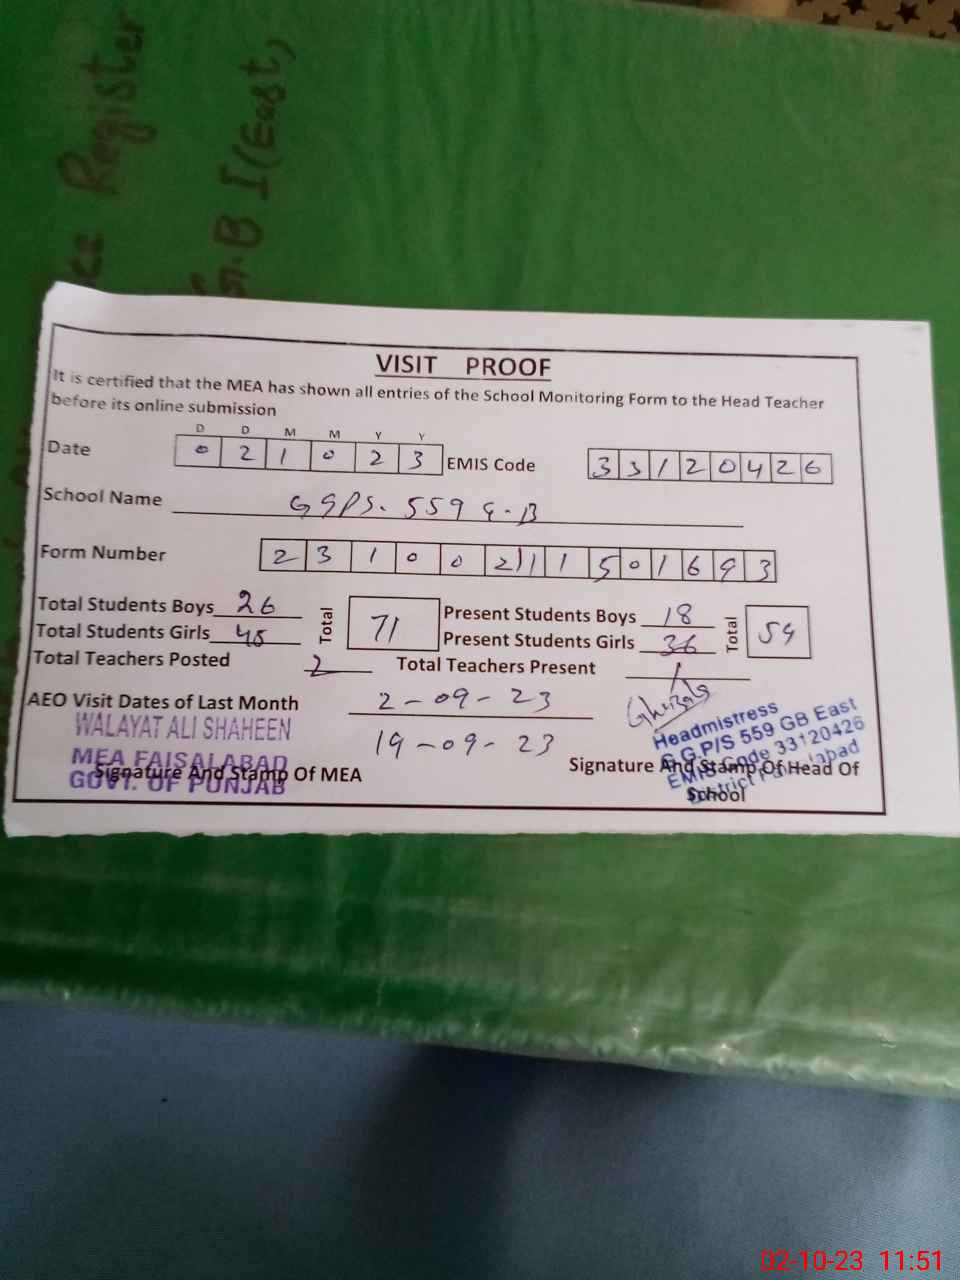 Register
G.B I(East,
VISIT PROOF
It is certified that the MEA has shown all entries of the School Monitoring Form to the Head Teacher
before its online submission
D D M M Y Y
Date 0 2 1 0 2 3 EMIS Code 3 3 1 2 0 4 2 6
School Name GGPS. 559 G.B
Form Number 2 3 1 0 0 2 1 1 5 0 1 6 9 3
Total Students Boys 26 Total 71 Present Students Boys 18 Total 54
Total Students Girls 45 Present Students Girls 36
Total Teachers Posted 2 Total Teachers Present 1
AEO Visit Dates of Last Month 2-09-23
19-09-23
WALAYAT ALI SHAHEEN
MEA FAISALABAD
GOVT. OF PUNJAB
Signature And Stamp Of MEA
Ghazala
Headmistress
G.G.P/S 559 GB East
EMIS Code 33120426
District Faisalabad
Signature And Stamp Of Head Of
School
02-10-23 11:51